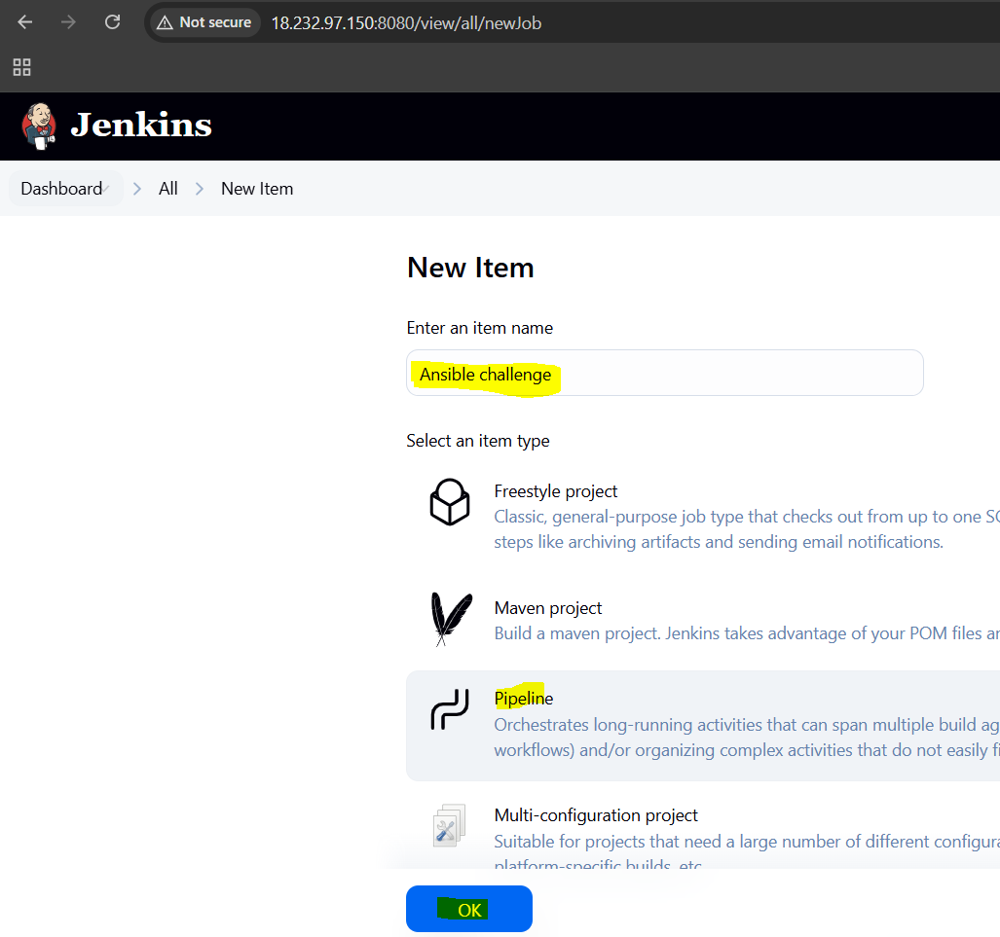 Not secure
18.232.97.150:8080/view/all/newJob
Jenkins
Dashboard
All
New Item
New Item
Enter an item name
Ansible challenge
Select an item type
Freestyle project
Classic, general-purpose job type that checks out from up to one SC
steps like archiving artifacts and sending email notifications.
Maven project
Build a maven project. Jenkins takes advantage of your POM files ar
Pipeline
Orchestrates long-running activities that can span multiple build ag
workflows) and/or organizing complex activities that do not easily fi
Multi-configuration project
Suitable for projects that need a large number of different configura
platform-specific builds, etc.
OK